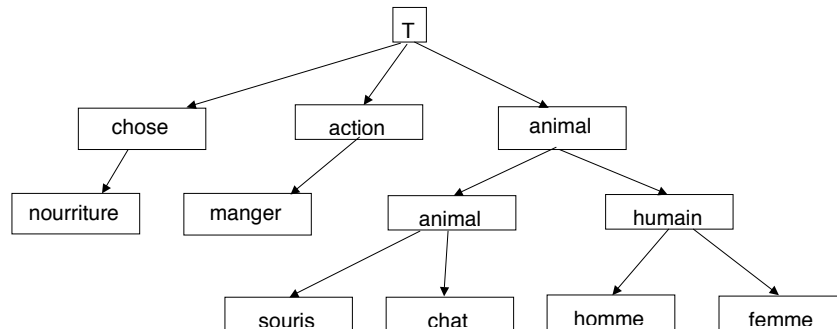 T
chose
action
animal
nourriture
manger
animal
humain
souris
chat
homme
femme